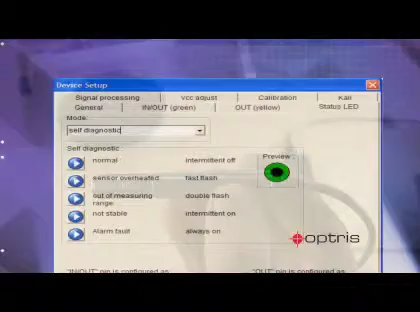 Device Setup
Signal processing vcc adjust Calibration Kali
General IN/OUT (green) OUT (yellow) Status LED
Mode:
self diagnostic
Self diagnostic
Preview :
normal intermittent off
sensor overheated fast flash
out of measuring range double flash
not stable intermittent on
Alarm fault always on
optris
"IN/OUT" pin is configured as "OUT" pin is configured as